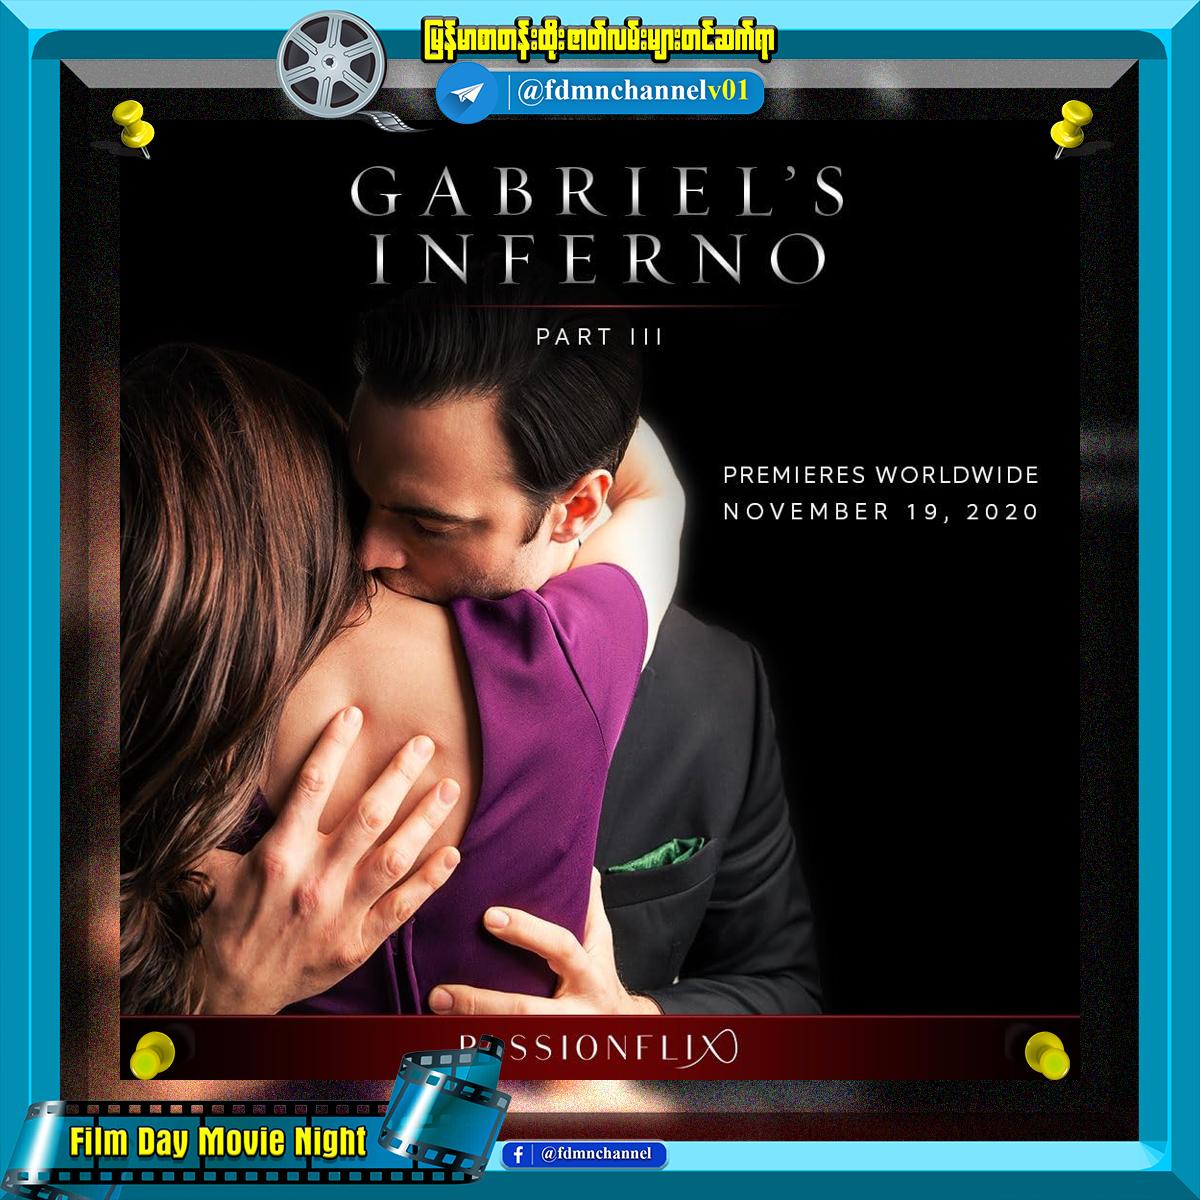 မြန်မာစာတန်းထိုး ဇာတ်လမ်းများတင်ဆက်ရာ
@fdmnchannelv01
GABRIEL'S
INFERNO
PART III
PREMIERES WORLDWIDE
NOVEMBER 19, 2020
PASSIONFLIX
Film Day Movie Night
f | @fdmnchannel